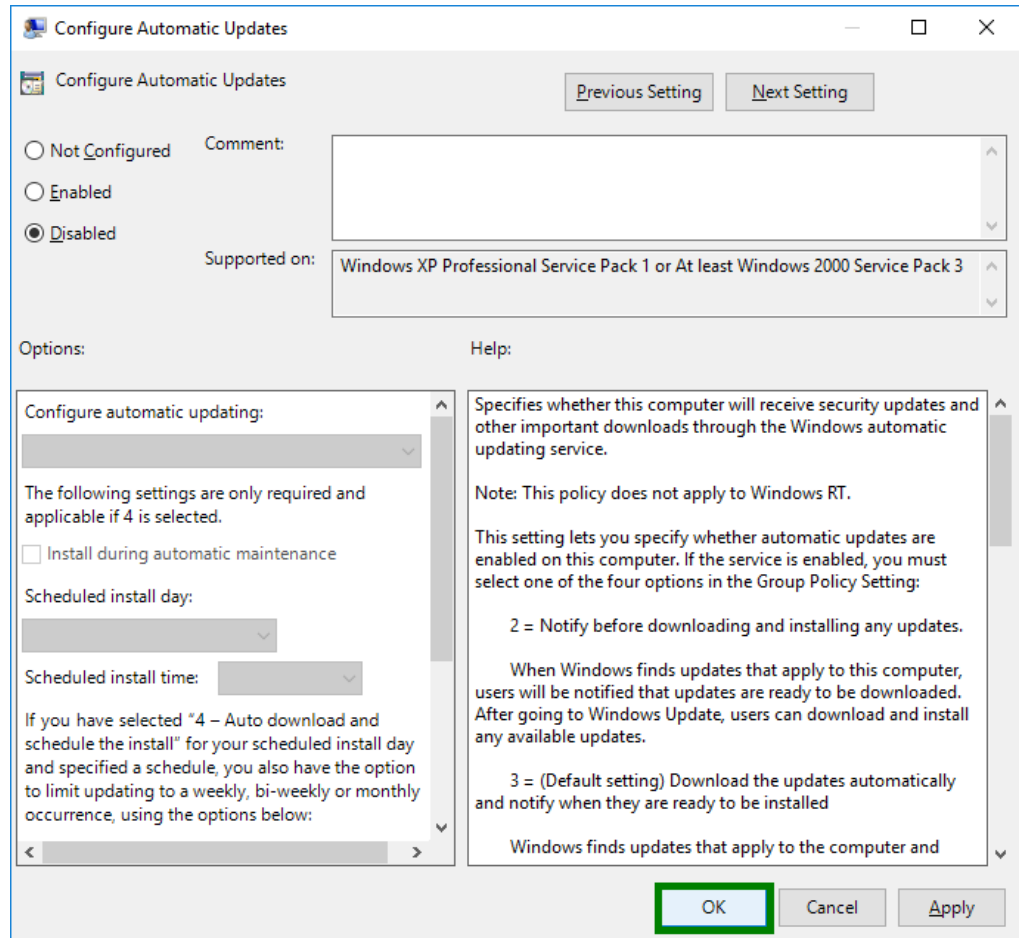 Configure Automatic Updates
Configure Automatic Updates
Previous Setting
Next Setting
Not Configured
Comment:
Enabled
Disabled
Supported on:
Windows XP Professional Service Pack 1 or At least Windows 2000 Service Pack 3
Options:
Help:
Configure automatic updating:
The following settings are only required and
applicable if 4 is selected.
Install during automatic maintenance
Scheduled install day:
Scheduled install time:
If you have selected “4 – Auto download and
schedule the install” for your scheduled install day
and specified a schedule, you also have the option
to limit updating to a weekly, bi-weekly or monthly
occurrence, using the options below:
Specifies whether this computer will receive security updates and
other important downloads through the Windows automatic
updating service.
Note: This policy does not apply to Windows RT.
This setting lets you specify whether automatic updates are
enabled on this computer. If the service is enabled, you must
select one of the four options in the Group Policy Setting:
2 = Notify before downloading and installing any updates.
When Windows finds updates that apply to this computer,
users will be notified that updates are ready to be downloaded.
After going to Windows Update, users can download and install
any available updates.
3 = (Default setting) Download the updates automatically
and notify when they are ready to be installed
Windows finds updates that apply to the computer and
OK
Cancel
Apply